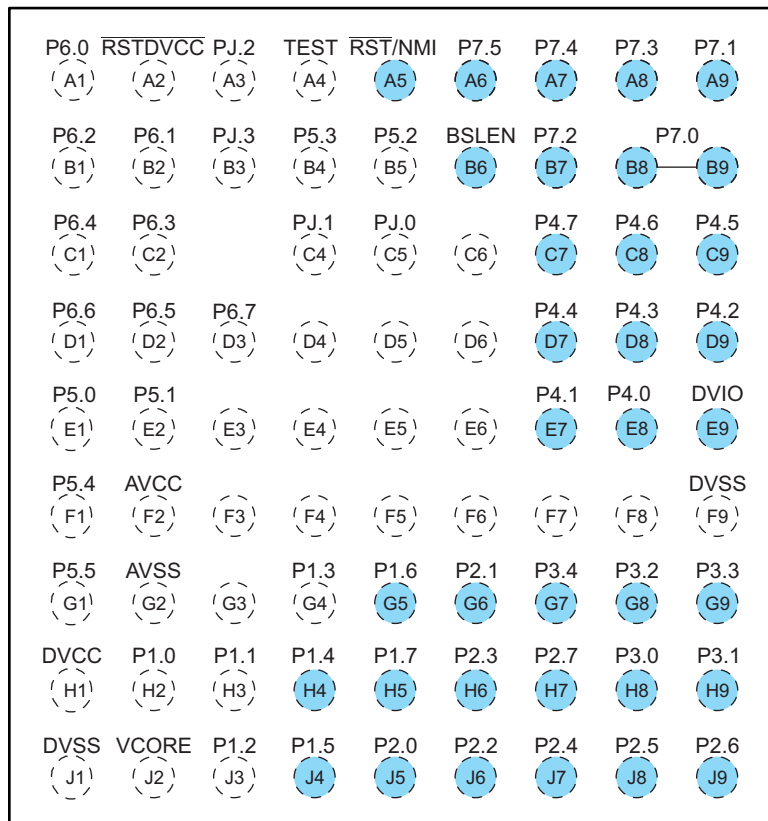 P6.0 RSTDVCC PJ.2 TEST RST/NMI P7.5 P7.4 P7.3 P7.1
A1 A2 A3 A4 A5 A6 A7 A8 A9
P6.2 P6.1 PJ.3 P5.3 P5.2 BSLEN P7.2 P7.0
B1 B2 B3 B4 B5 B6 B7 B8 B9
P6.4 P6.3 PJ.1 PJ.0 P4.7 P4.6 P4.5
C1 C2 C4 C5 C6 C7 C8 C9
P6.6 P6.5 P6.7 P4.4 P4.3 P4.2
D1 D2 D3 D4 D5 D6 D7 D8 D9
P5.0 P5.1 P4.1 P4.0 DVIO
E1 E2 E3 E4 E5 E6 E7 E8 E9
P5.4 AVCC DVSS
F1 F2 F3 F4 F5 F6 F7 F8 F9
P5.5 AVSS P1.3 P1.6 P2.1 P3.4 P3.2 P3.3
G1 G2 G3 G4 G5 G6 G7 G8 G9
DVCC P1.0 P1.1 P1.4 P1.7 P2.3 P2.7 P3.0 P3.1
H1 H2 H3 H4 H5 H6 H7 H8 H9
DVSS VCORE P1.2 P1.5 P2.0 P2.2 P2.4 P2.5 P2.6
J1 J2 J3 J4 J5 J6 J7 J8 J9